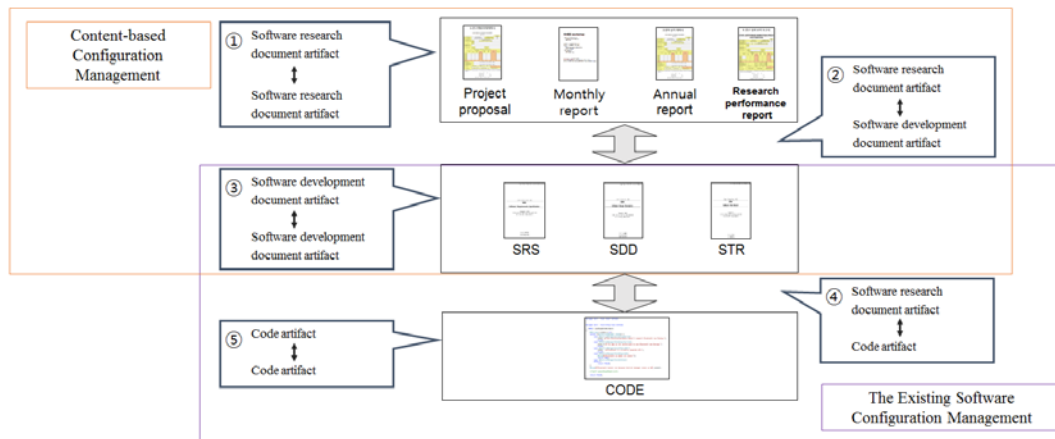 Content-based
Configuration
Management
①
Software research
document artifact
Software research
document artifact
Project
proposal
Monthly
report
Annual
report
Research
performance
report
②
Software research
document artifact
Software development
document artifact
③
Software development
document artifact
Software development
document artifact
SRS
SDD
STR
④
Software research
document artifact
Code artifact
⑤
Code artifact
Code artifact
CODE
The Existing Software
Configuration Management